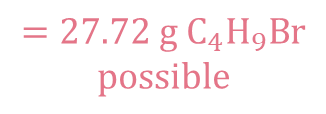 = 27.72 g C₄H₉Br
possible